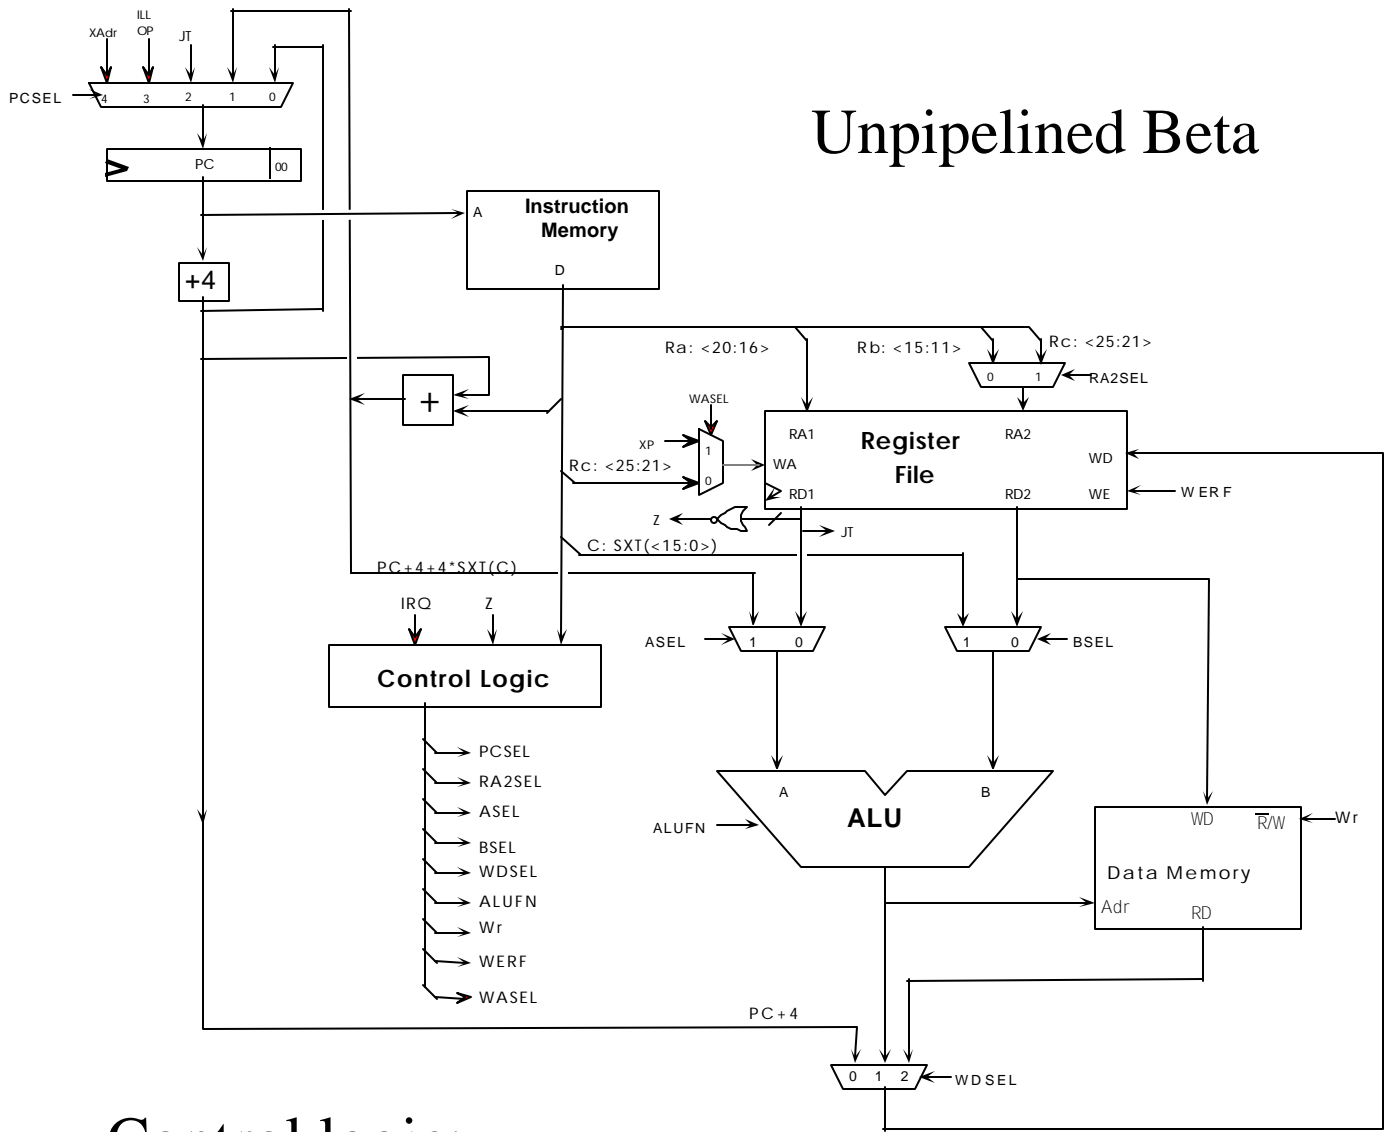 ILL
OP
XAdr
JT
PCSEL
4 3 2 1 0
Unpipelined Beta
PC
00
A
Instruction
Memory
D
+4
Ra: <20:16>
Rb: <15:11>
Rc: <25:21>
0 1
RA2SEL
+
WASEL
XP
1
0
Rc: <25:21>
RA1
Register
File
RA2
WA
WD
RD1
RD2
WE
WERF
Z
JT
C: SXT(<15:0>)
PC+4+4*SXT(C)
IRQ
Z
ASEL
1 0
1 0
BSEL
Control Logic
PCSEL
RA2SEL
ASEL
BSEL
WDSEL
ALUFN
Wr
WERF
WASEL
A
B
ALU
ALUFN
WD
R/W
Wr
Data Memory
Adr
RD
PC+4
0 1 2
WDSEL